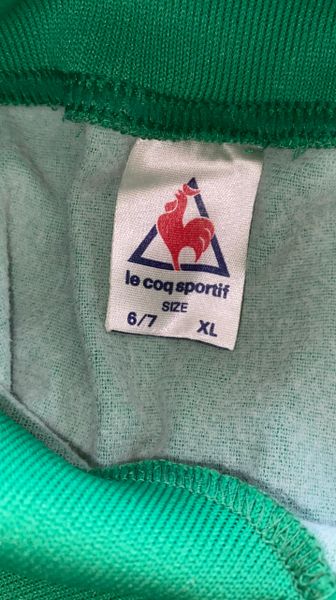 le coq sportif
SIZE
6/7 XL